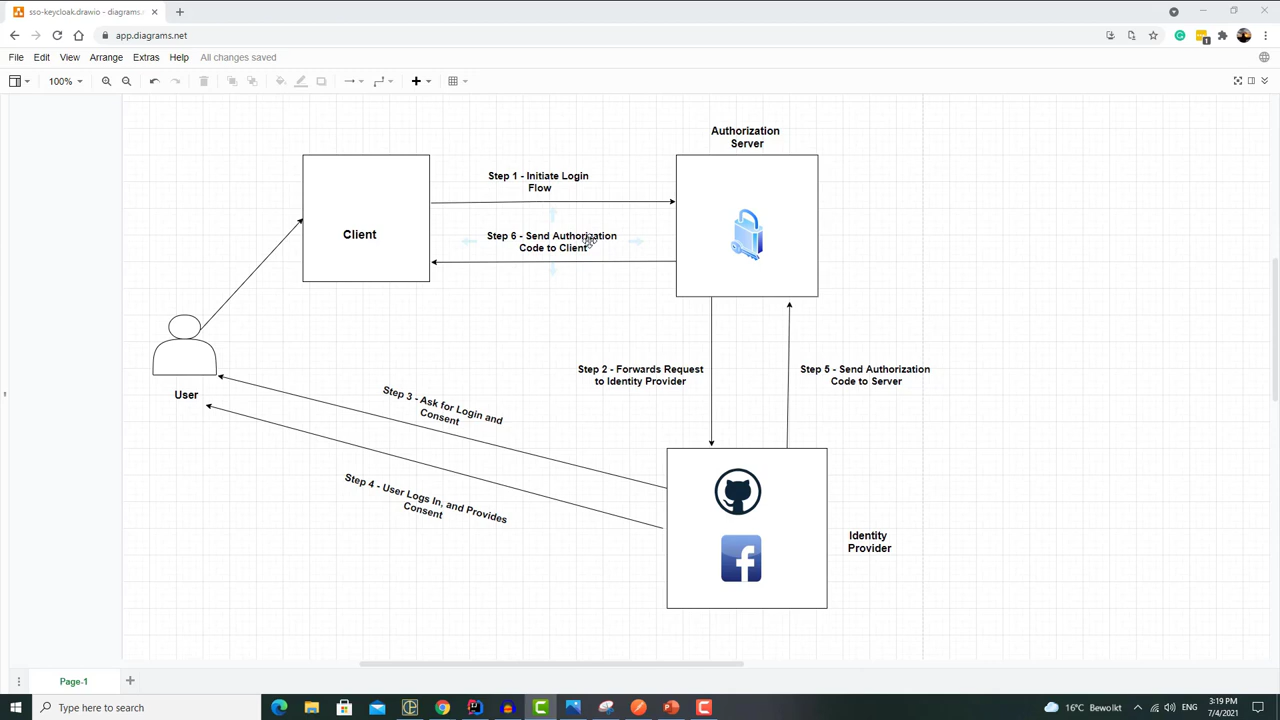 sso-keycloak.drawio - diagrams.
app.diagrams.net
1
File Edit View Arrange Extras Help All changes saved
100%
Authorization
Server
Step 1 - Initiate Login
Flow
Client
Step 6 - Send Authorization
Code to Client
Step 2 - Forwards Request
to Identity Provider
Step 5 - Send Authorization
Code to Server
User
Step 3 - Ask for Login and
Consent
Step 4 - User Logs In, and Provides
Consent
Identity
Provider
Page-1
Type here to search
16°C Bewolkt
ENG
3:19 PM
7/4/2021